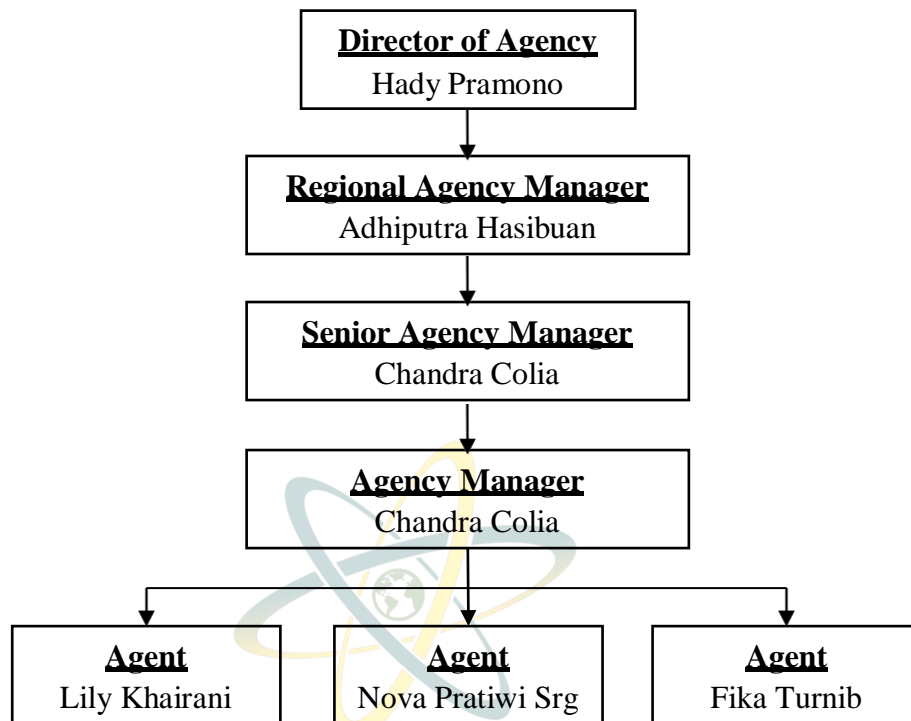 Director of Agency
Hady Pramono
Regional Agency Manager
Adhiputra Hasibuan
Senior Agency Manager
Chandra Colia
Agency Manager
Chandra Colia
Agent
Lily Khairani
Agent
Nova Pratiwi Srg
Agent
Fika Turnib